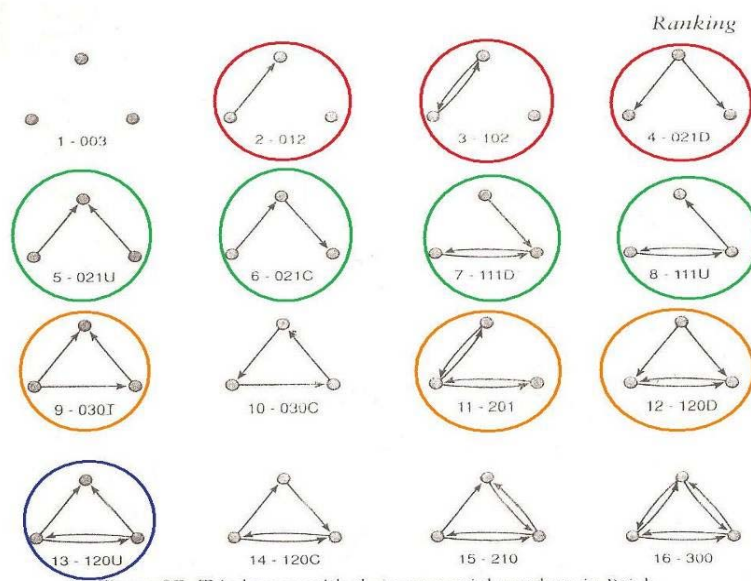 Ranking
1 - 003
2 - 012
3 - 102
4 - 021D
5 - 021U
6 - 021C
7 - 111D
8 - 111U
9 - 030T
10 - 030C
11 - 201
12 - 120D
13 - 120U
14 - 120C
15 - 210
16 - 300